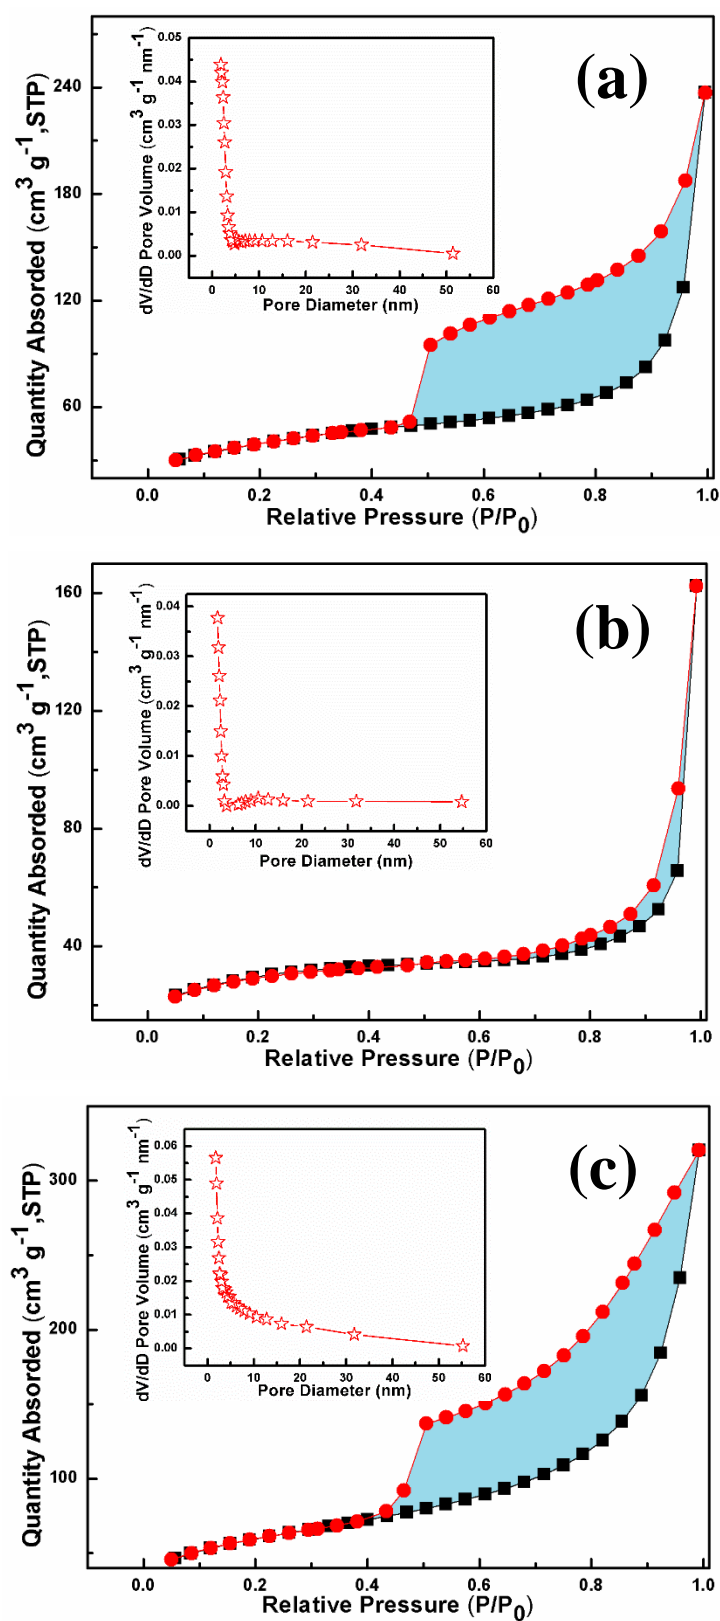 (a)
Quantity Absorded (cm3 g-1,STP)
240
180
120
60
0.0 0.2 0.4 0.6 0.8 1.0
Relative Pressure (P/P0)
dV/dD Pore Volume (cm3 g-1 nm-1)
0.05
0.04
0.03
0.02
0.01
0.00
0 10 20 30 40 50 60
Pore Diameter (nm)
(b)
Quantity Absorded (cm3 g-1,STP)
160
120
80
40
0.0 0.2 0.4 0.6 0.8 1.0
Relative Pressure (P/P0)
dV/dD Pore Volume (cm3 g-1 nm-1)
0.04
0.03
0.02
0.01
0.00
0 10 20 30 40 50 60
Pore Diameter (nm)
(c)
Quantity Absorded (cm3 g-1,STP)
300
200
100
0.0 0.2 0.4 0.6 0.8 1.0
Relative Pressure (P/P0)
dV/dD Pore Volume (cm3 g-1 nm-1)
0.06
0.05
0.04
0.03
0.02
0.01
0.00
0 10 20 30 40 50 60
Pore Diameter (nm)